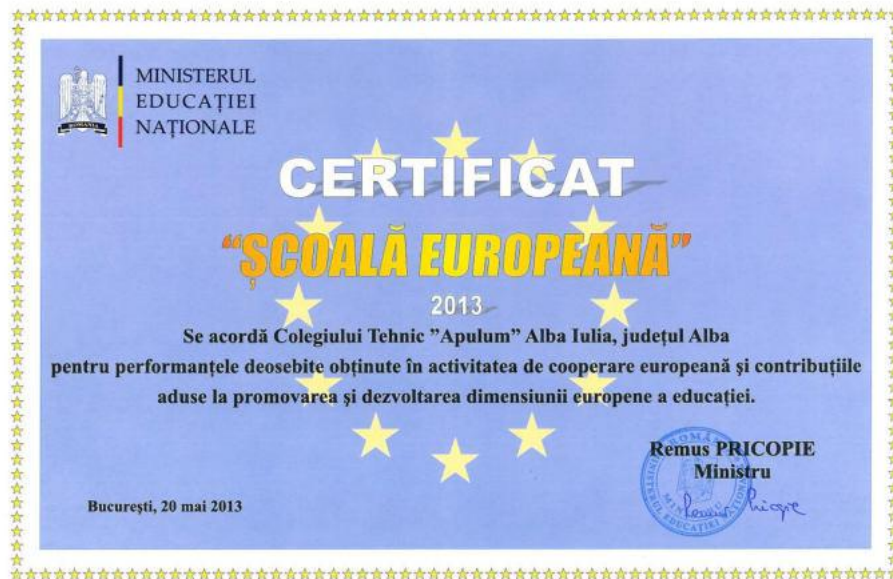 MINISTERUL
EDUCAȚIEI
NAȚIONALE
ROMANIA
CERTIFICAT
“ȘCOALĂ EUROPEANĂ”
2013
Se acordă Colegiului Tehnic ”Apulum” Alba Iulia, județul Alba
pentru performanțele deosebite obținute în activitatea de cooperare europeană și contribuțiile
aduse la promovarea și dezvoltarea dimensiunii europene a educației.
Remus PRICOPIE
Ministru
București, 20 mai 2013